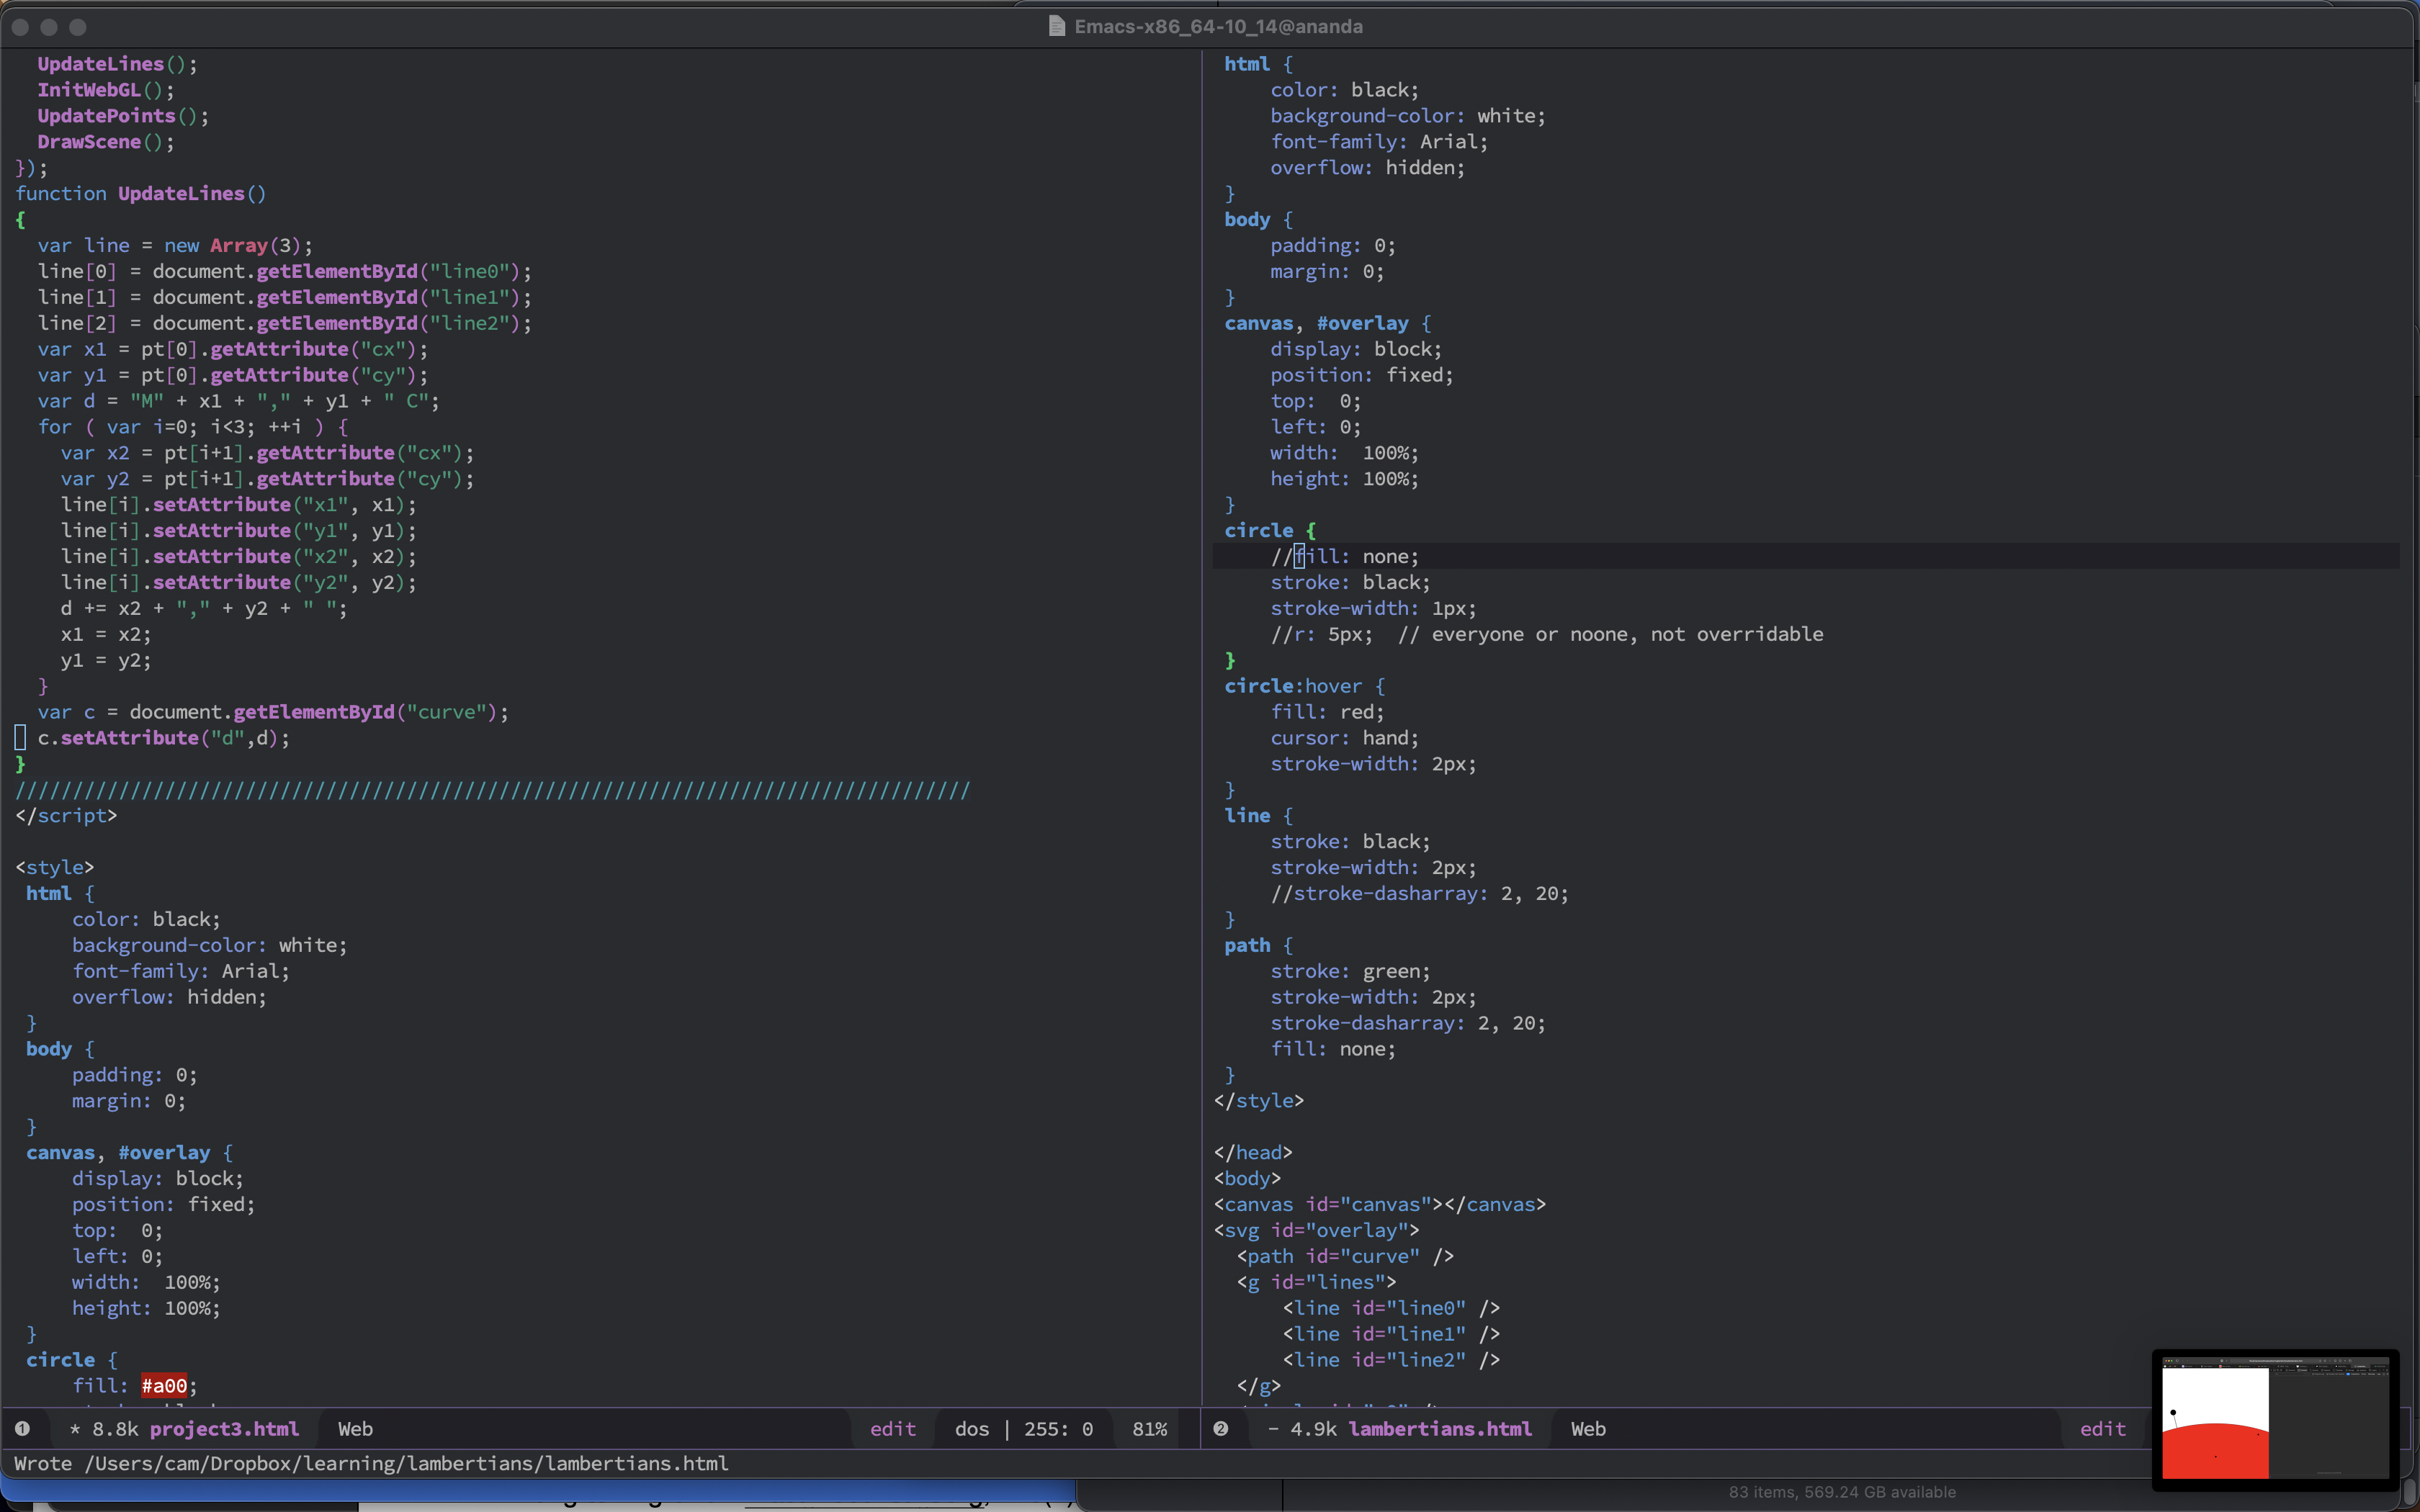 Emacs-x86_64-10_14@ananda
  UpdateLines();
  InitWebGL();
  UpdatePoints();
  DrawScene();
});
function UpdateLines()
{
  var line = new Array(3);
  line[0] = document.getElementById("line0");
  line[1] = document.getElementById("line1");
  line[2] = document.getElementById("line2");
  var x1 = pt[0].getAttribute("cx");
  var y1 = pt[0].getAttribute("cy");
  var d = "M" + x1 + "," + y1 + " C";
  for ( var i=0; i<3; ++i ) {
    var x2 = pt[i+1].getAttribute("cx");
    var y2 = pt[i+1].getAttribute("cy");
    line[i].setAttribute("x1", x1);
    line[i].setAttribute("y1", y1);
    line[i].setAttribute("x2", x2);
    line[i].setAttribute("y2", y2);
    d += x2 + "," + y2 + " ";
    x1 = x2;
    y1 = y2;
  }
  var c = document.getElementById("curve");
  c.setAttribute("d",d);
}
///////////////////////////////////////////////////////////////////////////////////
</script>

<style>
 html {
     color: black;
     background-color: white;
     font-family: Arial;
     overflow: hidden;
 }
 body {
     padding: 0;
     margin: 0;
 }
 canvas, #overlay {
     display: block;
     position: fixed;
     top:  0;
     left: 0;
     width:  100%;
     height: 100%;
 }
 circle {
     fill: #a00;
❶ * 8.8k project3.html Web edit dos | 255: 0 81%
 html {
     color: black;
     background-color: white;
     font-family: Arial;
     overflow: hidden;
 }
 body {
     padding: 0;
     margin: 0;
 }
 canvas, #overlay {
     display: block;
     position: fixed;
     top:  0;
     left: 0;
     width:  100%;
     height: 100%;
 }
 circle {
     //fill: none;
     stroke: black;
     stroke-width: 1px;
     //r: 5px;  // everyone or noone, not overridable
 }
 circle:hover {
     fill: red;
     cursor: hand;
     stroke-width: 2px;
 }
 line {
     stroke: black;
     stroke-width: 2px;
     //stroke-dasharray: 2, 20;
 }
 path {
     stroke: green;
     stroke-width: 2px;
     stroke-dasharray: 2, 20;
     fill: none;
 }
</style>

</head>
<body>
<canvas id="canvas"></canvas>
<svg id="overlay">
  <path id="curve" />
  <g id="lines">
      <line id="line0" />
      <line id="line1" />
      <line id="line2" />
  </g>
❷ - 4.9k lambertians.html Web edit
Wrote /Users/cam/Dropbox/learning/lambertians/lambertians.html
83 items, 569.24 GB available